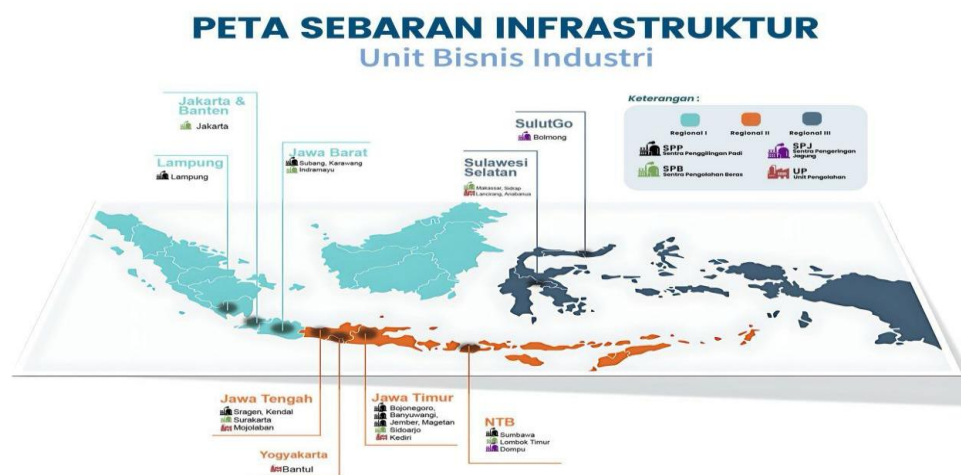 PETA SEBARAN INFRASTRUKTUR
Unit Bisnis Industri
Jakarta &
Banten
Jakarta
Lampung
Lampung
Jawa Barat
Subang, Karawang
Indramayu
SulutGo
Bolmong
Sulawesi
Selatan
Makassar, Sidrap
Lancirang, Anabanua
Keterangan :
Regional I
Regional II
Regional III
SPP
Sentra Penggilingan Padi
SPJ
Sentra Pengeringan
Jagung
SPB
Sentra Pengolahan Beras
UP
Unit Pengolahan
Jawa Tengah
Sragen, Kendal
Surakarta
Mojolaban
Yogyakarta
Bantul
Jawa Timur
Bojonegoro,
Banyuwangi,
Jember, Magetan
Sidoarjo
Kediri
NTB
Sumbawa
Lombok Timur
Dompu